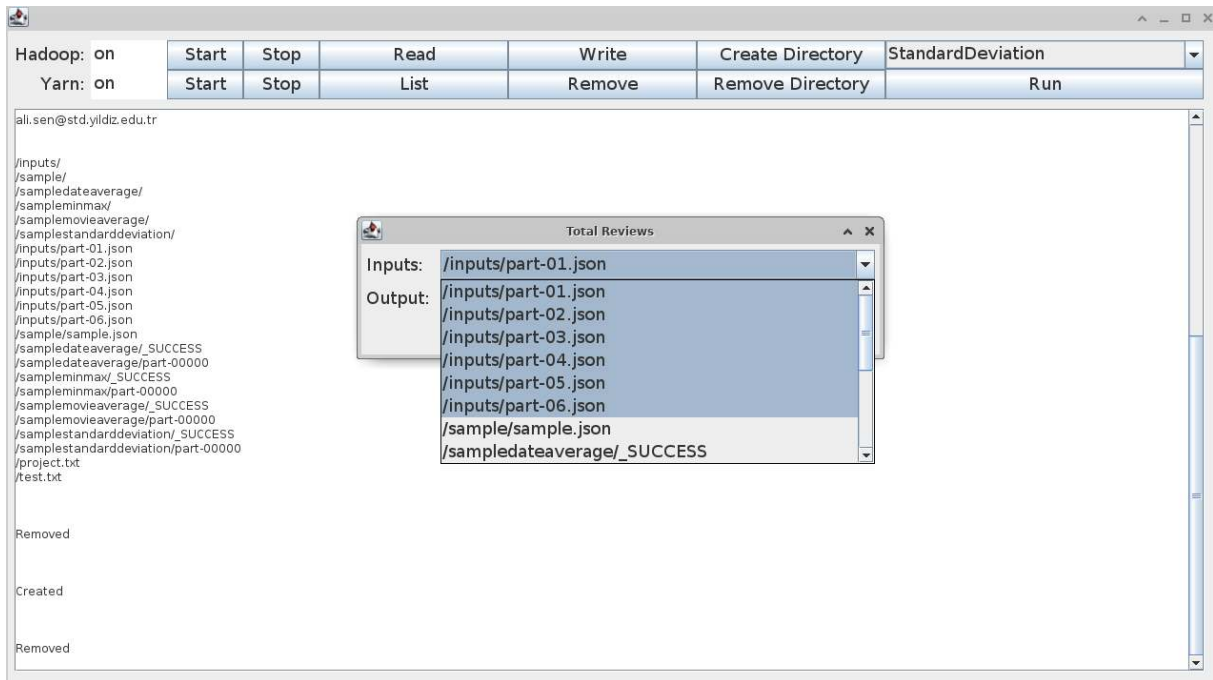 Hadoop: on Start Stop Read Write Create Directory StandardDeviation
Yarn: on Start Stop List Remove Remove Directory Run
ali.sen@std.yildiz.edu.tr
/inputs/
/sample/
/sampledateaverage/
/sampleminmax/
/samplemovieaverage/
/samplestandarddeviation/
/inputs/part-01.json
/inputs/part-02.json
/inputs/part-03.json
/inputs/part-04.json
/inputs/part-05.json
/inputs/part-06.json
/sample/sample.json
/sampledateaverage/_SUCCESS
/sampledateaverage/part-00000
/sampleminmax/_SUCCESS
/sampleminmax/part-00000
/samplemovieaverage/_SUCCESS
/samplemovieaverage/part-00000
/samplestandarddeviation/_SUCCESS
/samplestandarddeviation/part-00000
/project.txt
/test.txt
Removed
Created
Removed
Total Reviews
Inputs: /inputs/part-01.json
Output:
/inputs/part-01.json
/inputs/part-02.json
/inputs/part-03.json
/inputs/part-04.json
/inputs/part-05.json
/inputs/part-06.json
/sample/sample.json
/sampledateaverage/_SUCCESS